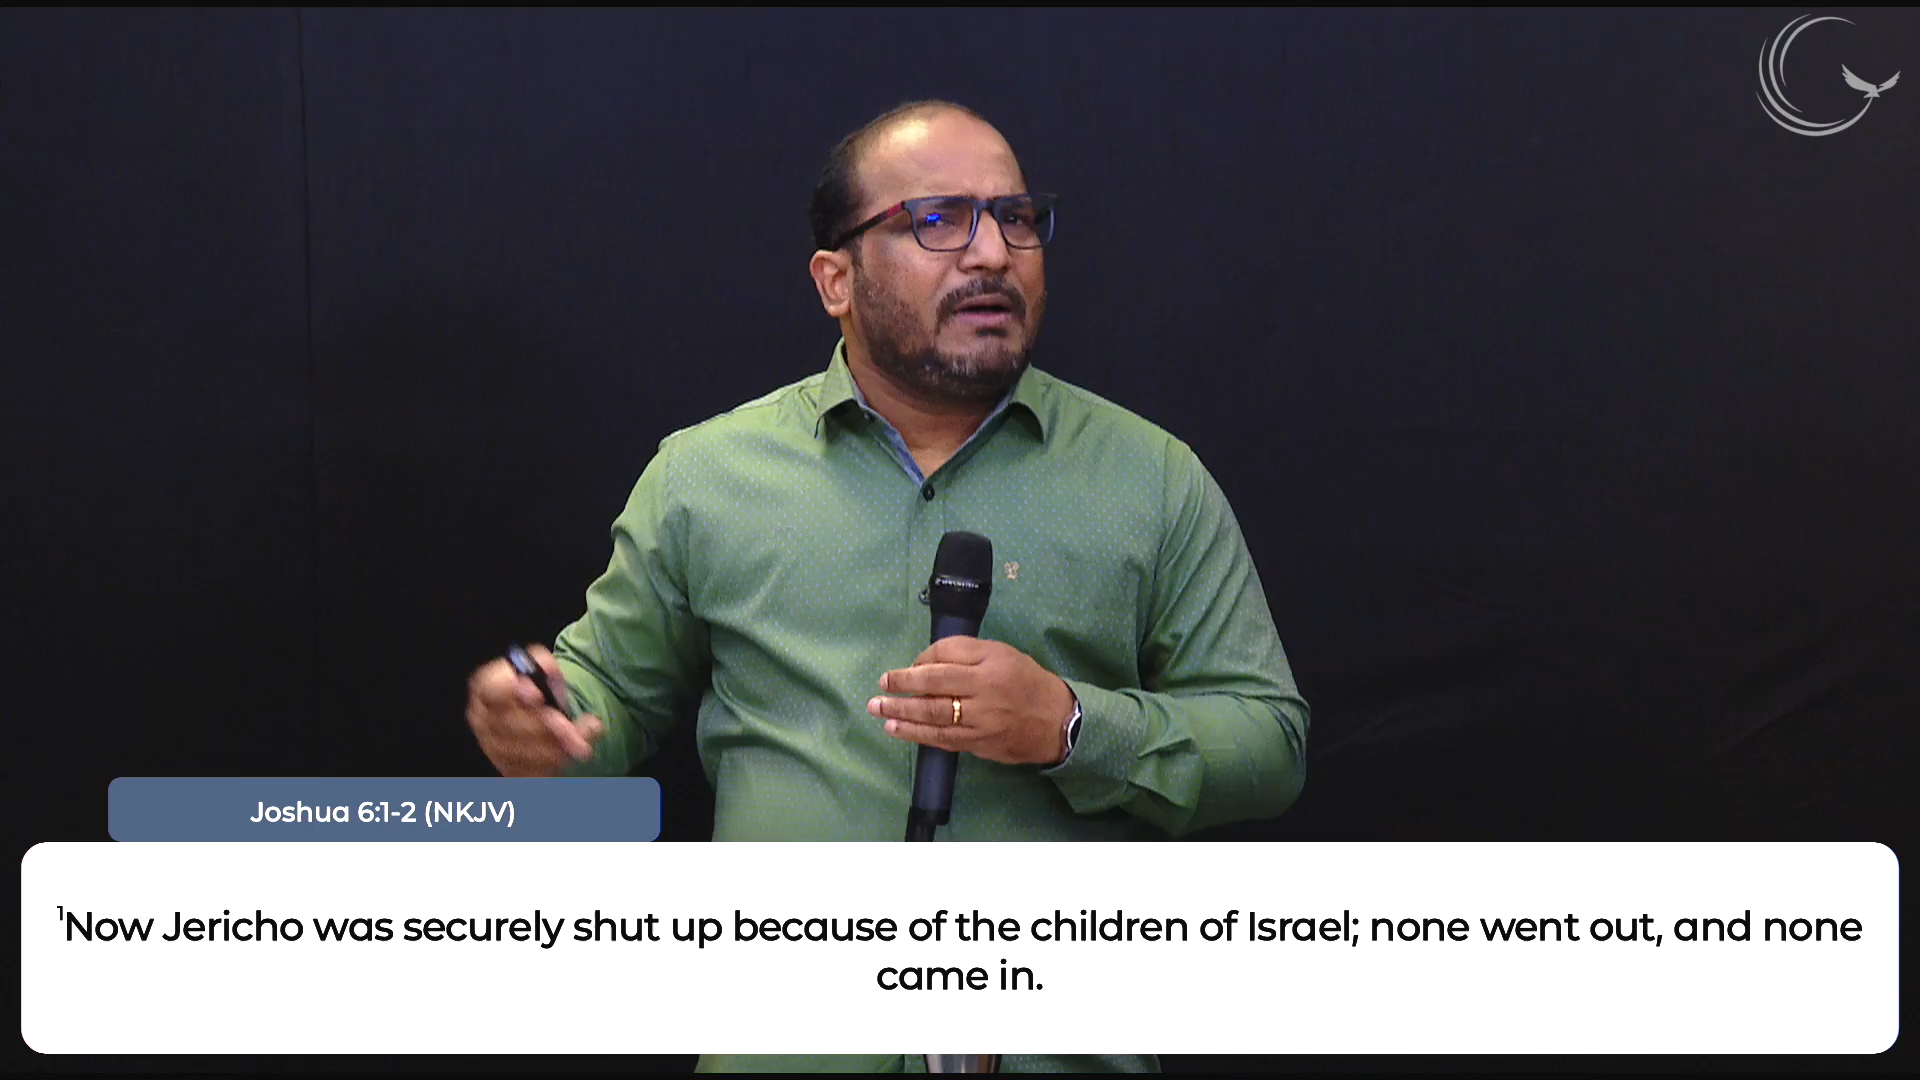 Joshua 6:1-2 (NKJV)
¹Now Jericho was securely shut up because of the children of Israel; none went out, and none
came in.